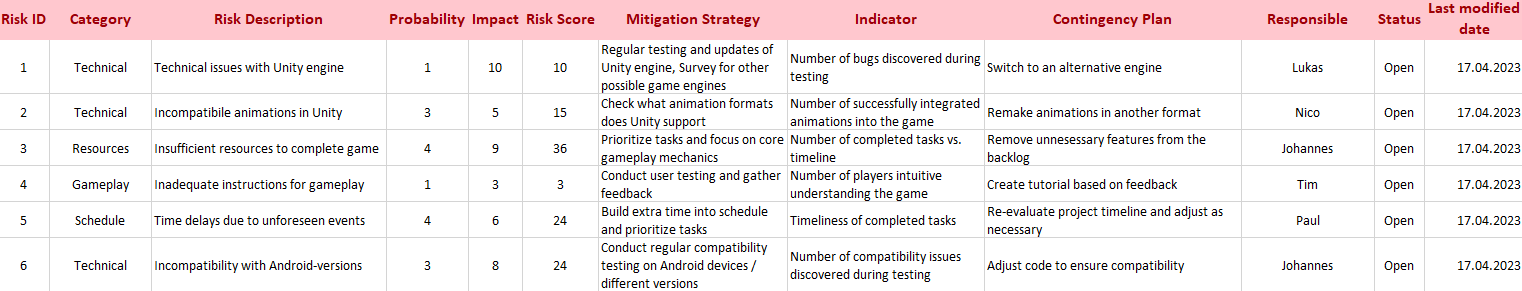 Risk ID Category Risk Description Probability Impact Risk Score Mitigation Strategy Indicator Contingency Plan Responsible Status Last modified
date
1 Technical Technical issues with Unity engine 1 10 10 Regular testing and updates of
Unity engine, Survey for other
possible game engines Number of bugs discovered during
testing Switch to an alternative engine Lukas Open 17.04.2023
2 Technical Incompatibile animations in Unity 3 5 15 Check what animation formats
does Unity support Number of successfully integrated
animations into the game Remake animations in another format Nico Open 17.04.2023
3 Resources Insufficient resources to complete game 4 9 36 Prioritize tasks and focus on core
gameplay mechanics Number of completed tasks vs.
timeline Remove unnesessary features from the
backlog Johannes Open 17.04.2023
4 Gameplay Inadequate instructions for gameplay 1 3 3 Conduct user testing and gather
feedback Number of players intuitive
understanding the game Create tutorial based on feedback Tim Open 17.04.2023
5 Schedule Time delays due to unforeseen events 4 6 24 Build extra time into schedule
and prioritize tasks Timeliness of completed tasks Re-evaluate project timeline and adjust as
necessary Paul Open 17.04.2023
6 Technical Incompatibility with Android-versions 3 8 24 Conduct regular compatibility
testing on Android devices /
different versions Number of compatibility issues
discovered during testing Adjust code to ensure compatibility Johannes Open 17.04.2023